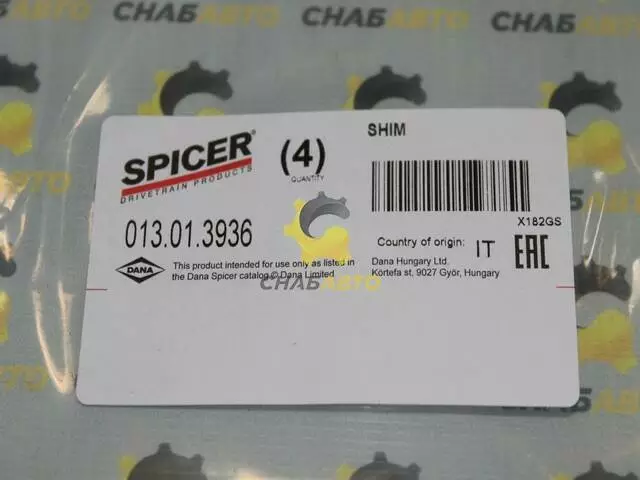 СНАБАВТО
SPICER®
DRIVETRAIN PRODUCTS
(4)
QUANTITY
SHIM
013.01.3936
X182GS
DANA
This product intended for use only as listed in
the Dana Spicer catalog © Dana Limited
Country of origin: IT
Dana Hungary Ltd.
Körtefa st, 9027 Győr, Hungary
EAC
СНАБАВТО